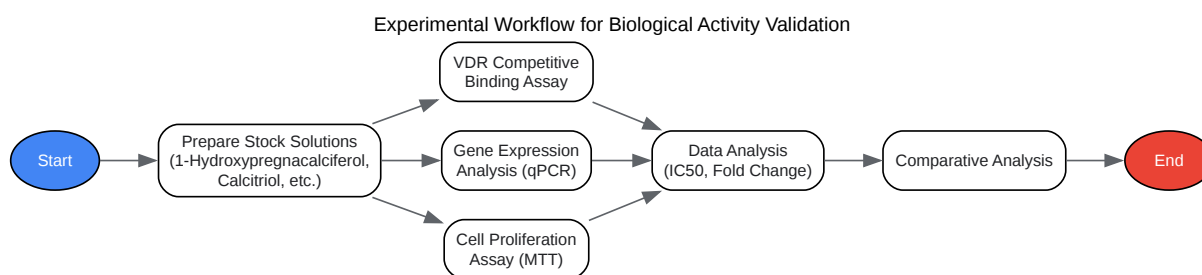 Experimental Workflow for Biological Activity Validation
Start
Prepare Stock Solutions
(1-Hydroxypregnacalciferol,
Calcitriol, etc.)
VDR Competitive
Binding Assay
Gene Expression
Analysis (qPCR)
Cell Proliferation
Assay (MTT)
Data Analysis
(IC50, Fold Change)
Comparative Analysis
End